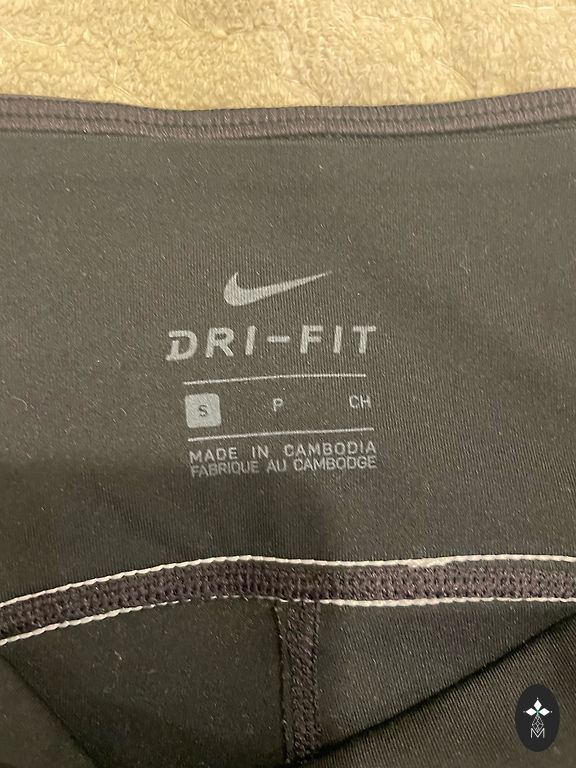 DRI-FIT
S P CH
MADE IN CAMBODIA
FABRIQUE AU CAMBODGE
M